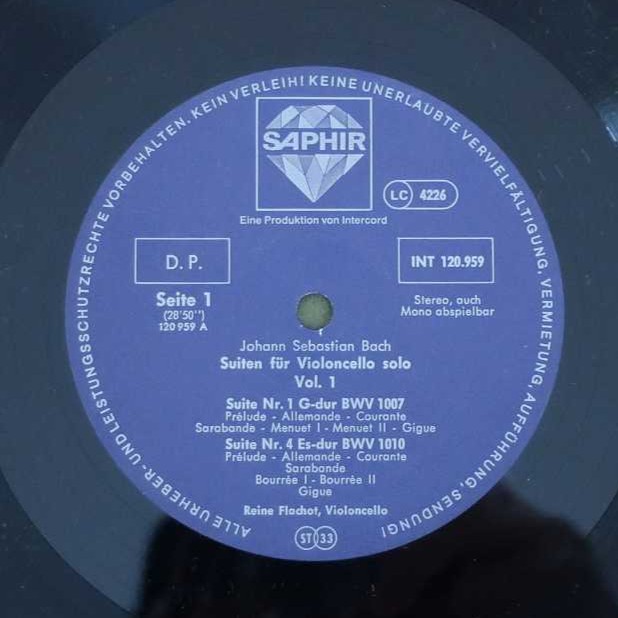 ALLE URHEBER- UND LEISTUNGSSCHUTZRECHTE VORBEHALTEN. KEIN VERLEIH! KEINE UNERLAUBTE VERVIELFÄLTIGUNG, VERMIETUNG, AUFFÜHRUNG, SENDUNG!
SAPHIR
LC 4226
Eine Produktion von Intercord
D. P.
INT 120.959
Seite 1
(28'50'')
120 959 A
Stereo, auch
Mono abspielbar
Johann Sebastian Bach
Suiten für Violoncello solo
Vol. 1
Suite Nr. 1 G-dur BWV 1007
Prélude - Allemande - Courante
Sarabande - Menuet I - Menuet II - Gigue
Suite Nr. 4 Es-dur BWV 1010
Prélude - Allemande - Courante
Sarabande
Bourrée I - Bourrée II
Gigue
Reine Flachot, Violoncello
ST 33